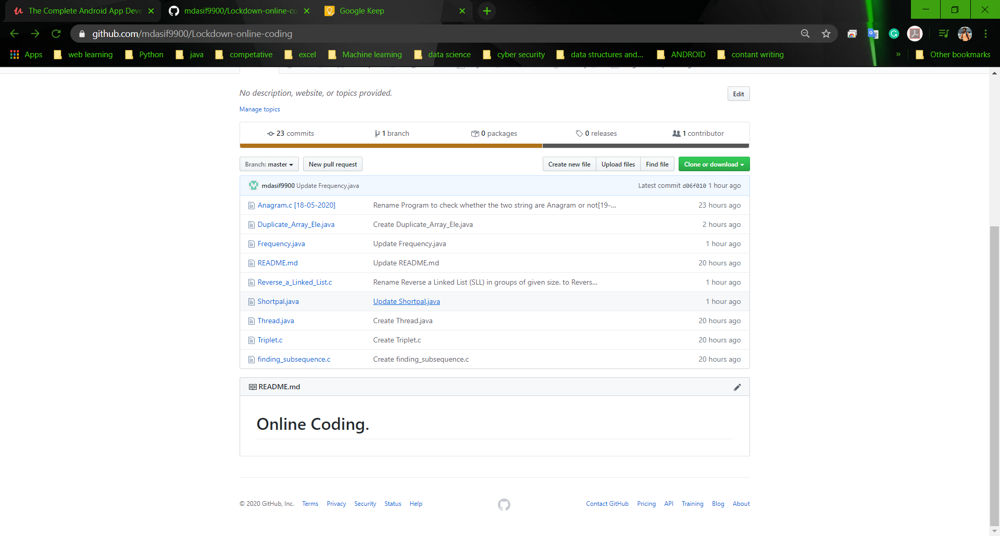 The Complete Android App Deve
mdasif9900/Lockdown-online-co
Google Keep
github.com/mdasif9900/Lockdown-online-coding
Apps web learning Python java competative excel Machine learning data science cyber security data structures and... ANDROID contant writing » Other bookmarks
No description, website, or topics provided.
Edit
Manage topics
23 commits 1 branch 0 packages 0 releases 1 contributor
Branch: master New pull request Create new file Upload files Find file Clone or download
mdasif9900 Update Frequency.java Latest commit d06f010 1 hour ago
Anagram.c [18-05-2020] Rename Program to check whether the two string are Anagram or not[19-... 23 hours ago
Duplicate_Array_Ele.java Create Duplicate_Array_Ele.java 2 hours ago
Frequency.java Update Frequency.java 1 hour ago
README.md Update README.md 20 hours ago
Reverse_a_Linked_List.c Rename Reverse a Linked List (SLL) in groups of given size. to Revers... 1 hour ago
Shortpal.java Update Shortpal.java 1 hour ago
Thread.java Create Thread.java 20 hours ago
Triplet.c Create Triplet.c 20 hours ago
finding_subsequence.c Create finding_subsequence.c 20 hours ago
README.md
Online Coding.
© 2020 GitHub, Inc. Terms Privacy Security Status Help Contact GitHub Pricing API Training Blog About